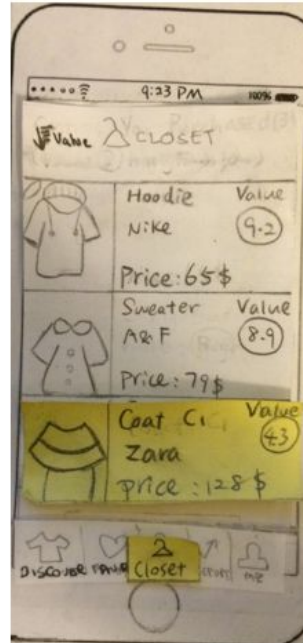 9:23 PM 100%
Value CLOSET
Hoodie Value
Nike 9.2
Price: 65$
Sweater Value
A&F 8.9
Price: 79$
Coat C1 Value
Zara 4.3
price: 128$
DISCOVER Closet me